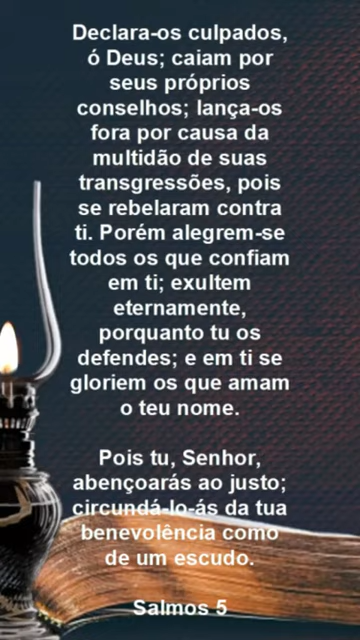 Declara-os culpados,
ó Deus; caiam por
seus próprios
conselhos; lança-os
fora por causa da
multidão de suas
transgressões, pois
se rebelaram contra
ti. Porém alegrem-se
todos os que confiam
em ti; exultem
eternamente,
porquanto tu os
defendes; e em ti se
gloriem os que amam
o teu nome.
Pois tu, Senhor,
abençoarás ao justo;
circundá-lo-ás da tua
benevolência como
de um escudo.
Salmos 5